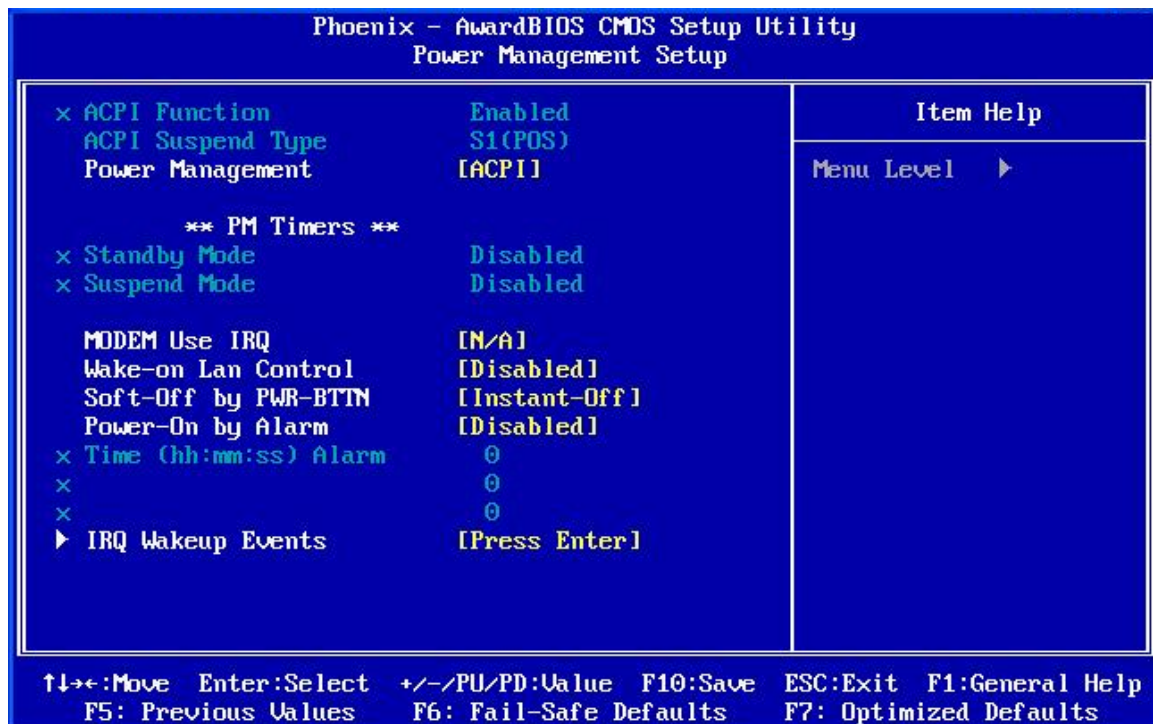 Phoenix - AwardBIOS CMOS Setup Utility
Power Management Setup
x ACPI Function Enabled
ACPI Suspend Type S1(POS)
Power Management [ACPI]
** PM Timers **
x Standby Mode Disabled
x Suspend Mode Disabled
MODEM Use IRQ [N/A]
Wake-on Lan Control [Disabled]
Soft-Off by PWR-BTTN [Instant-Off]
Power-On by Alarm [Disabled]
x Time (hh:mm:ss) Alarm 0
x 0
x 0
▶ IRQ Wakeup Events [Press Enter]
Item Help
Menu Level ▶
↑↓→←:Move Enter:Select +/-/PU/PD:Value F10:Save ESC:Exit F1:General Help
F5: Previous Values F6: Fail-Safe Defaults F7: Optimized Defaults